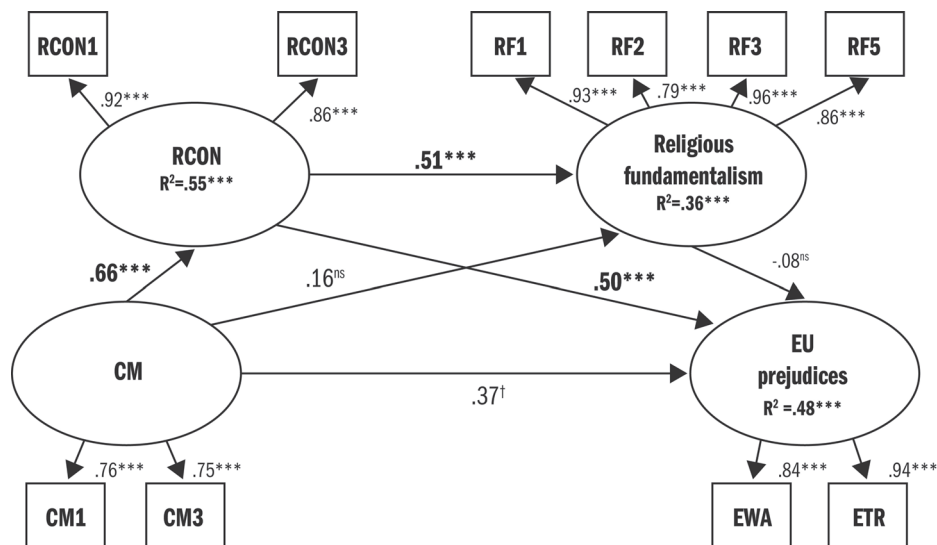 RCON1
RCON3
RF1
RF2
RF3
RF5
.92***
.86***
.93***
.79***
.96***
.86***
RCON
R²=.55***
.51***
Religious
fundamentalism
R²=.36***
.66***
.16ns
.50***
-.08ns
CM
.37†
EU
prejudices
R² =.48***
.76***
.75***
.84***
.94***
CM1
CM3
EWA
ETR